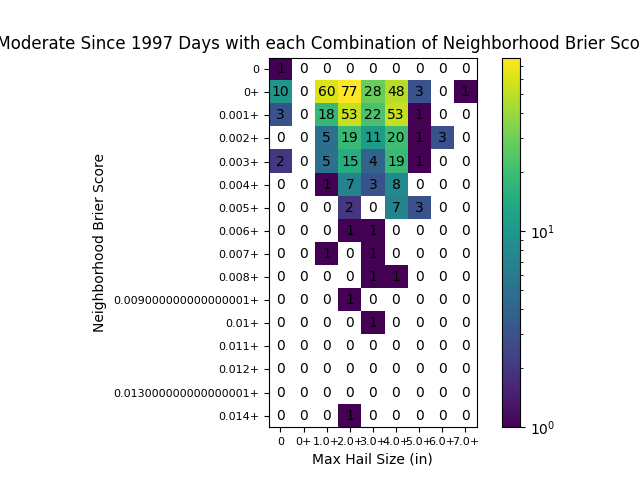 Moderate Since 1997 Days with each Combination of Neighborhood Brier Sco
0 1 0 0 0 0 0 0 0 0
0+ 10 0 60 77 28 48 3 0 1
0.001+ 3 0 18 53 22 53 1 0 0
0.002+ 0 0 5 19 11 20 1 3 0
0.003+ 2 0 5 15 4 19 1 0 0
0.004+ 0 0 1 7 3 8 0 0 0
0.005+ 0 0 0 2 0 7 3 0 0
0.006+ 0 0 0 1 1 0 0 0 0
0.007+ 0 0 1 0 1 0 0 0 0
0.008+ 0 0 0 0 1 1 0 0 0
0.009000000000000001+ 0 0 0 1 0 0 0 0 0
0.01+ 0 0 0 0 1 0 0 0 0
0.011+ 0 0 0 0 0 0 0 0 0
0.012+ 0 0 0 0 0 0 0 0 0
0.013000000000000001+ 0 0 0 0 0 0 0 0 0
0.014+ 0 0 0 1 0 0 0 0 0
0 0+ 1.0+ 2.0+ 3.0+ 4.0+ 5.0+ 6.0+ 7.0+
Max Hail Size (in)
Neighborhood Brier Score
10¹
10⁰